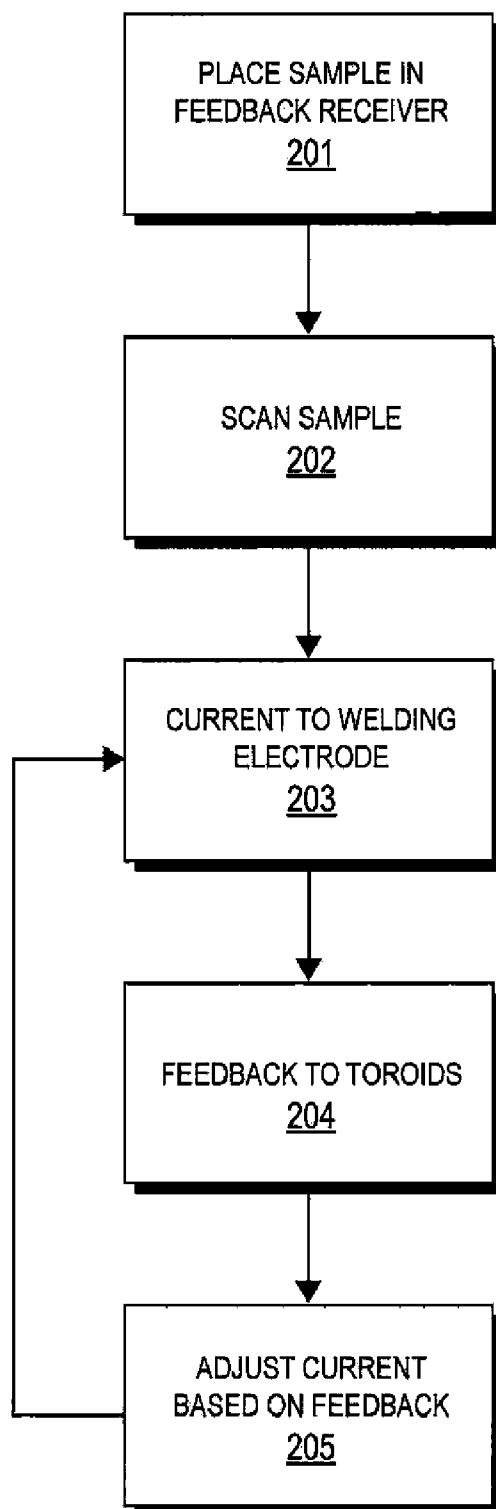 PLACE SAMPLE IN
FEEDBACK RECEIVER
201
SCAN SAMPLE
202
CURRENT TO WELDING
ELECTRODE
203
FEEDBACK TO TOROIDS
204
ADJUST CURRENT
BASED ON FEEDBACK
205